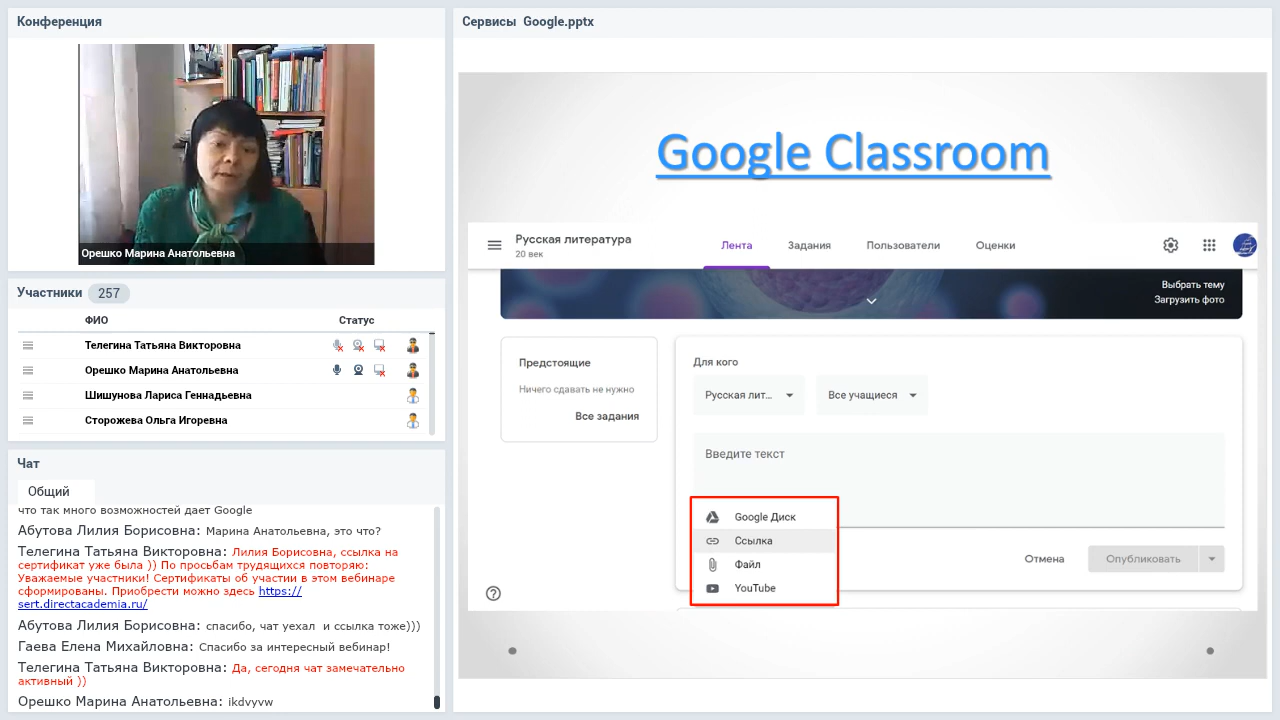 Конференция
Орешко Марина Анатольевна
Участники 257
ФИО Статус
Телегина Татьяна Викторовна
Орешко Марина Анатольевна
Шишунова Лариса Геннадьевна
Сторожева Ольга Игоревна
Чат
Общий
что так много возможностей дает Google
Абутова Лилия Борисовна: Марина Анатольевна, это что?
Телегина Татьяна Викторовна: Лилия Борисовна, ссылка на
сертификат уже была )) По просьбам трудящихся повторяю:
Уважаемые участники! Сертификаты об участии в этом вебинаре
сформированы. Приобрести можно здесь https://
sert.directacademia.ru/
Абутова Лилия Борисовна: спасибо, чат уехал  и ссылка тоже)))
Гаева Елена Михайловна: Спасибо за интересный вебинар!
Телегина Татьяна Викторовна: Да, сегодня чат замечательно
активный ))
Орешко Марина Анатольевна: ikdvyvw
Сервисы  Google.pptx
Google Classroom
Русская литература
20 век
Лента Задания Пользователи Оценки
Выбрать тему
Загрузить фото
Предстоящие
Ничего сдавать не нужно
Все задания
Для кого
Русская лит... Все учащиеся
Введите текст
Google Диск
Ссылка
Файл
YouTube
Отмена Опубликовать